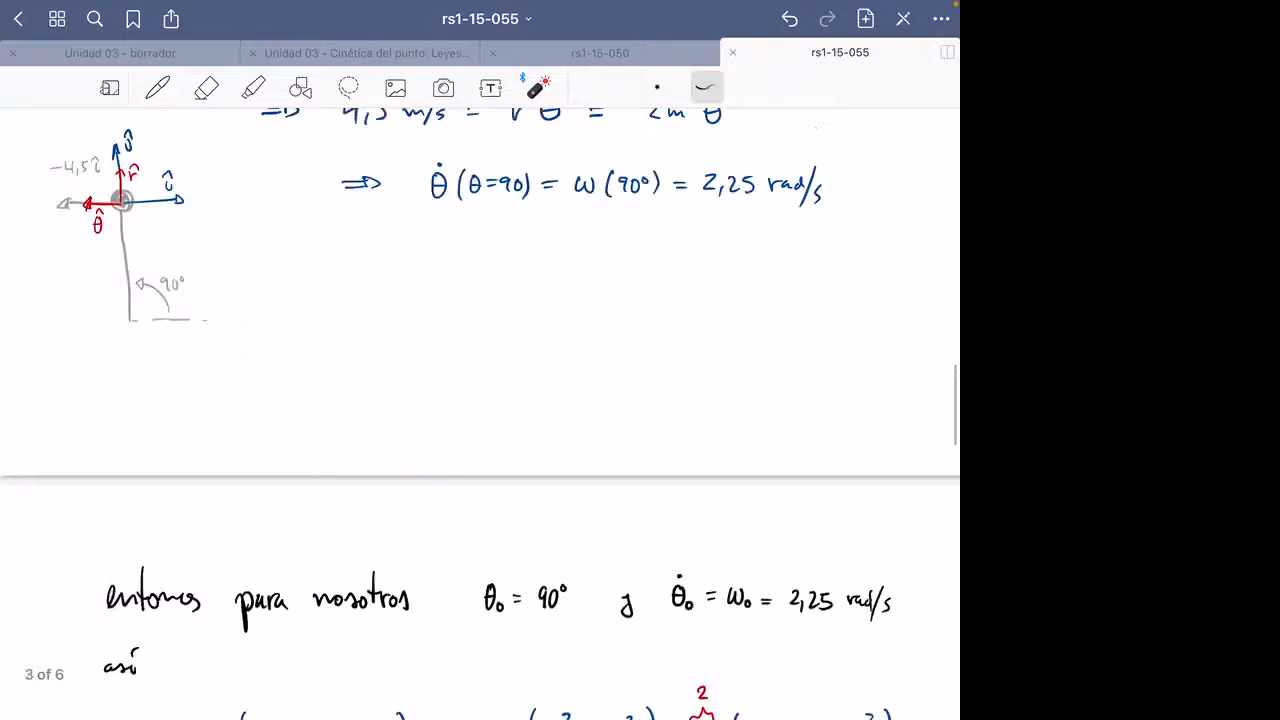 rs1-15-055
Unidad 03 - borrador
Unidad 03 - Cinética del punto. Leyes...
rs1-15-050
rs1-15-055
T
ĵ
-4,5î
r̂
î
θ̂
90°
⇒ θ̇ (θ=90) = ω (90°) = 2,25 rad/s
entonces para nosotros θ₀ = 90° y θ̇₀ = ω₀ = 2,25 rad/s
así
3 of 6
2